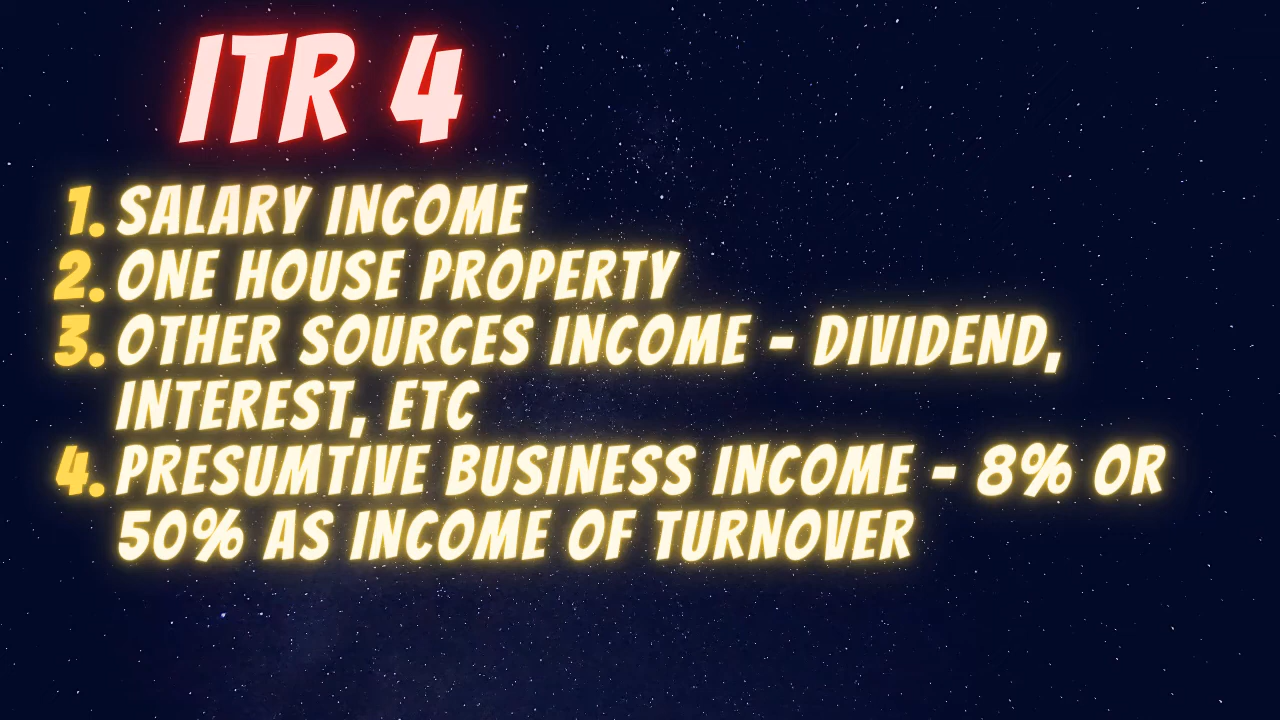 ITR 4
1. SALARY INCOME
2. ONE HOUSE PROPERTY
3. OTHER SOURCES INCOME - DIVIDEND,
INTEREST, ETC
4. PRESUMTIVE BUSINESS INCOME - 8% OR
50% AS INCOME OF TURNOVER